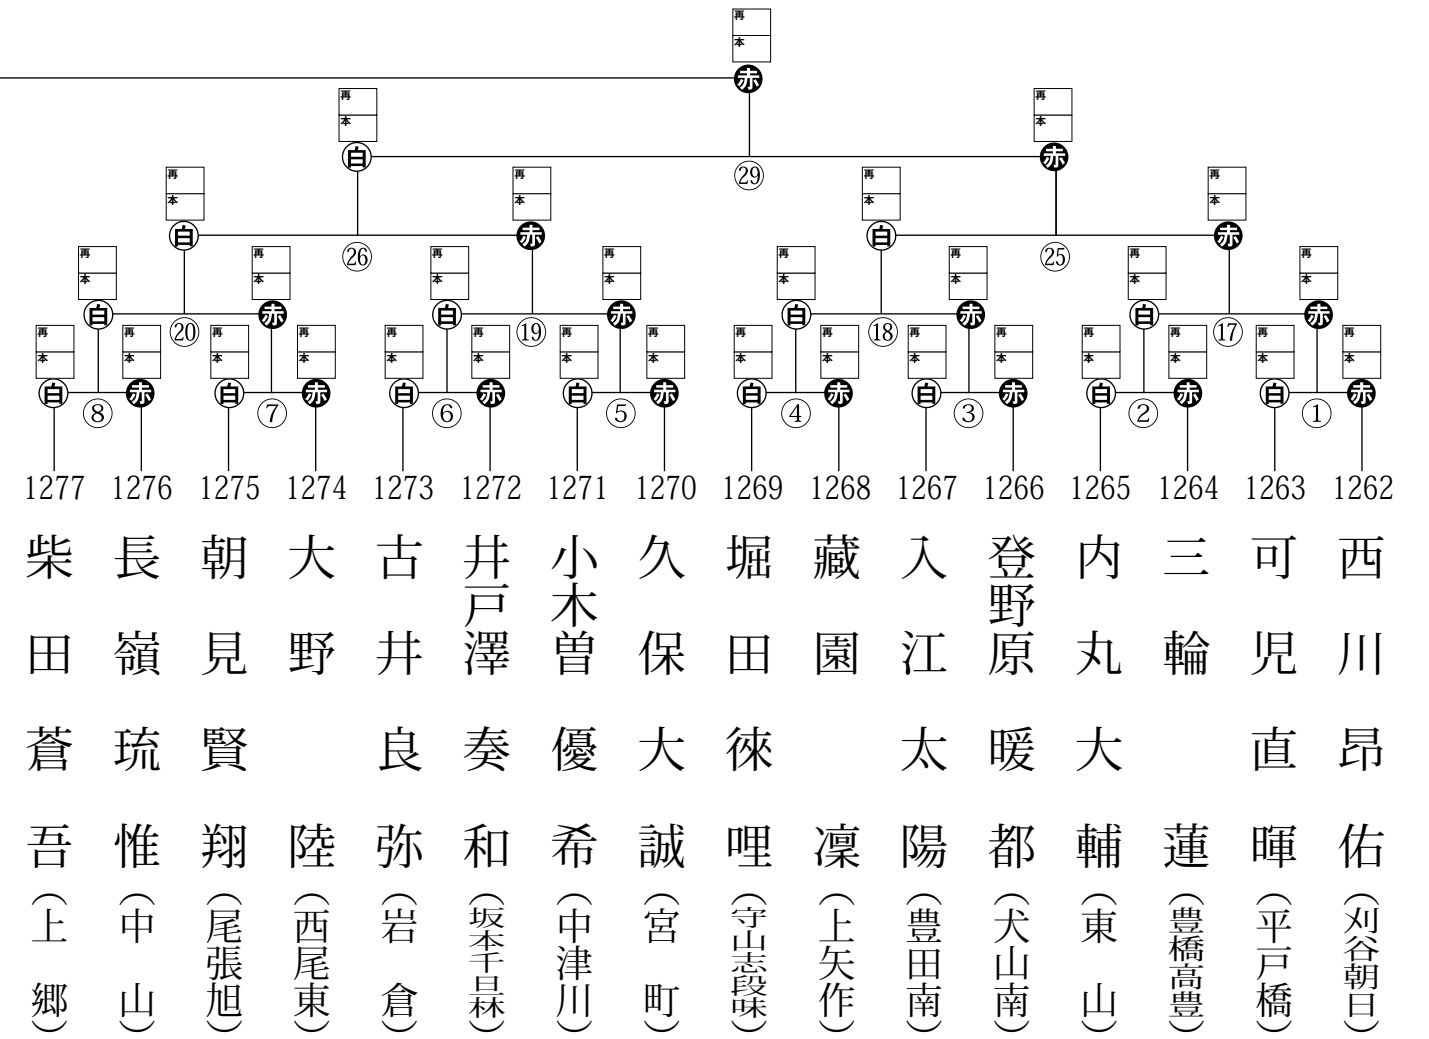 再
本
赤
再 再
本 本
白 赤
㉙
再 再 再 再
本 本 本 本
白 赤 白 赤
㉖ ㉕
再 再 再 再 再 再 再 再
本 本 本 本 本 本 本 本
白 赤 白 赤 白 赤 白 赤
⑳ ⑲ ⑱ ⑰
再 再 再 再 再 再 再 再 再 再 再 再 再 再 再 再
本 本 本 本 本 本 本 本 本 本 本 本 本 本 本 本
白 赤 白 赤 白 赤 白 赤 白 赤 白 赤 白 赤 白 赤
⑧ ⑦ ⑥ ⑤ ④ ③ ② ①
1262 西川昂佑（刈谷朝日）
1263 可児直暉（平戸橋）
1264 三輪蓮（豊橋高豊）
1265 内丸大輔（東山）
1266 登野原暖都（犬山南）
1267 入江太陽（豊田南）
1268 藏園凜（上矢作）
1269 堀田徠哩（守山志段味）
1270 久保大誠（宮町）
1271 小木曽優希（中津川）
1272 井戸澤奏和（坂本千旦林）
1273 古井良弥（岩倉）
1274 大野陸（西尾東）
1275 朝見賢翔（尾張旭）
1276 長嶺琉惟（中山）
1277 柴田蒼吾（上郷）